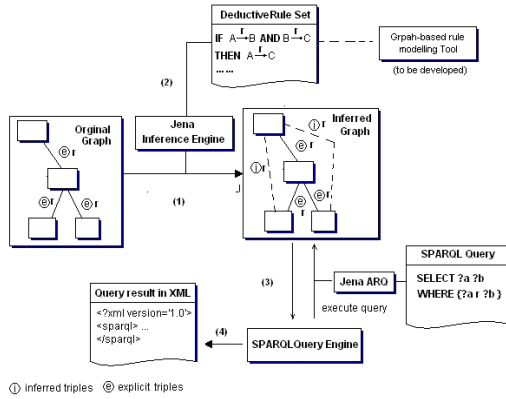 DeductiveRule Set
IF A r B AND B r C
THEN A r C
......
Grpah-based rule
modelling Tool
(to be developed)
(2)
Orginal
Graph
e r
e r
e r
Jena
Inference Engine
(1)
Inferred
Graph
i r
i r
e r
e r
e r
(3)
Jena ARQ
execute query
SPARQL Query
SELECT ?a ?b
WHERE {?a r ?b }
Query result in XML
<?xml version='1.0'>
<sparql> ...
</sparql>
(4)
SPARQLQuery Engine
i inferred triples e explicit triples